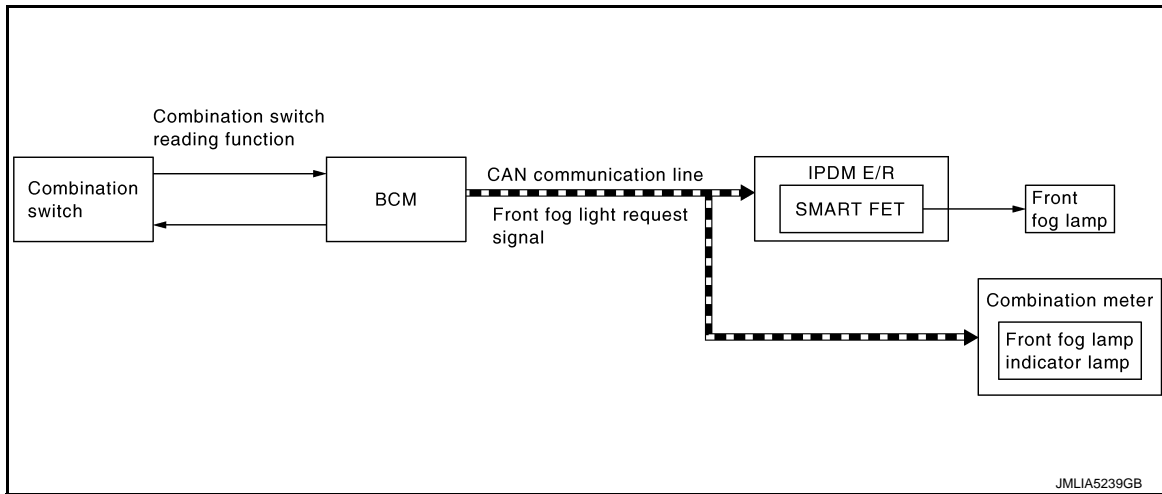 Combination switch
reading function
Combination
switch
BCM
CAN communication line
Front fog light request
signal
IPDM E/R
SMART FET
Front
fog lamp
Combination meter
Front fog lamp
indicator lamp
JMLIA5239GB